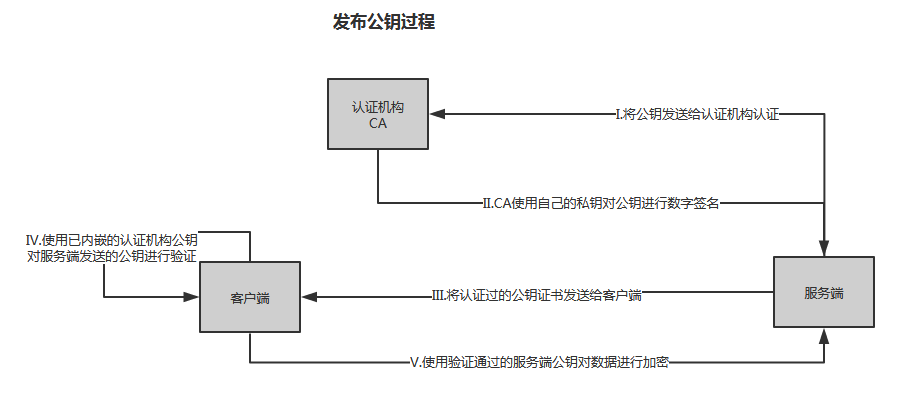 发布公钥过程
认证机构
CA
I.将公钥发送给认证机构认证
II.CA使用自己的私钥对公钥进行数字签名
IV.使用已内嵌的认证机构公钥
对服务端发送的公钥进行验证
客户端
III.将认证过的公钥证书发送给客户端
服务端
V.使用验证通过的服务端公钥对数据进行加密